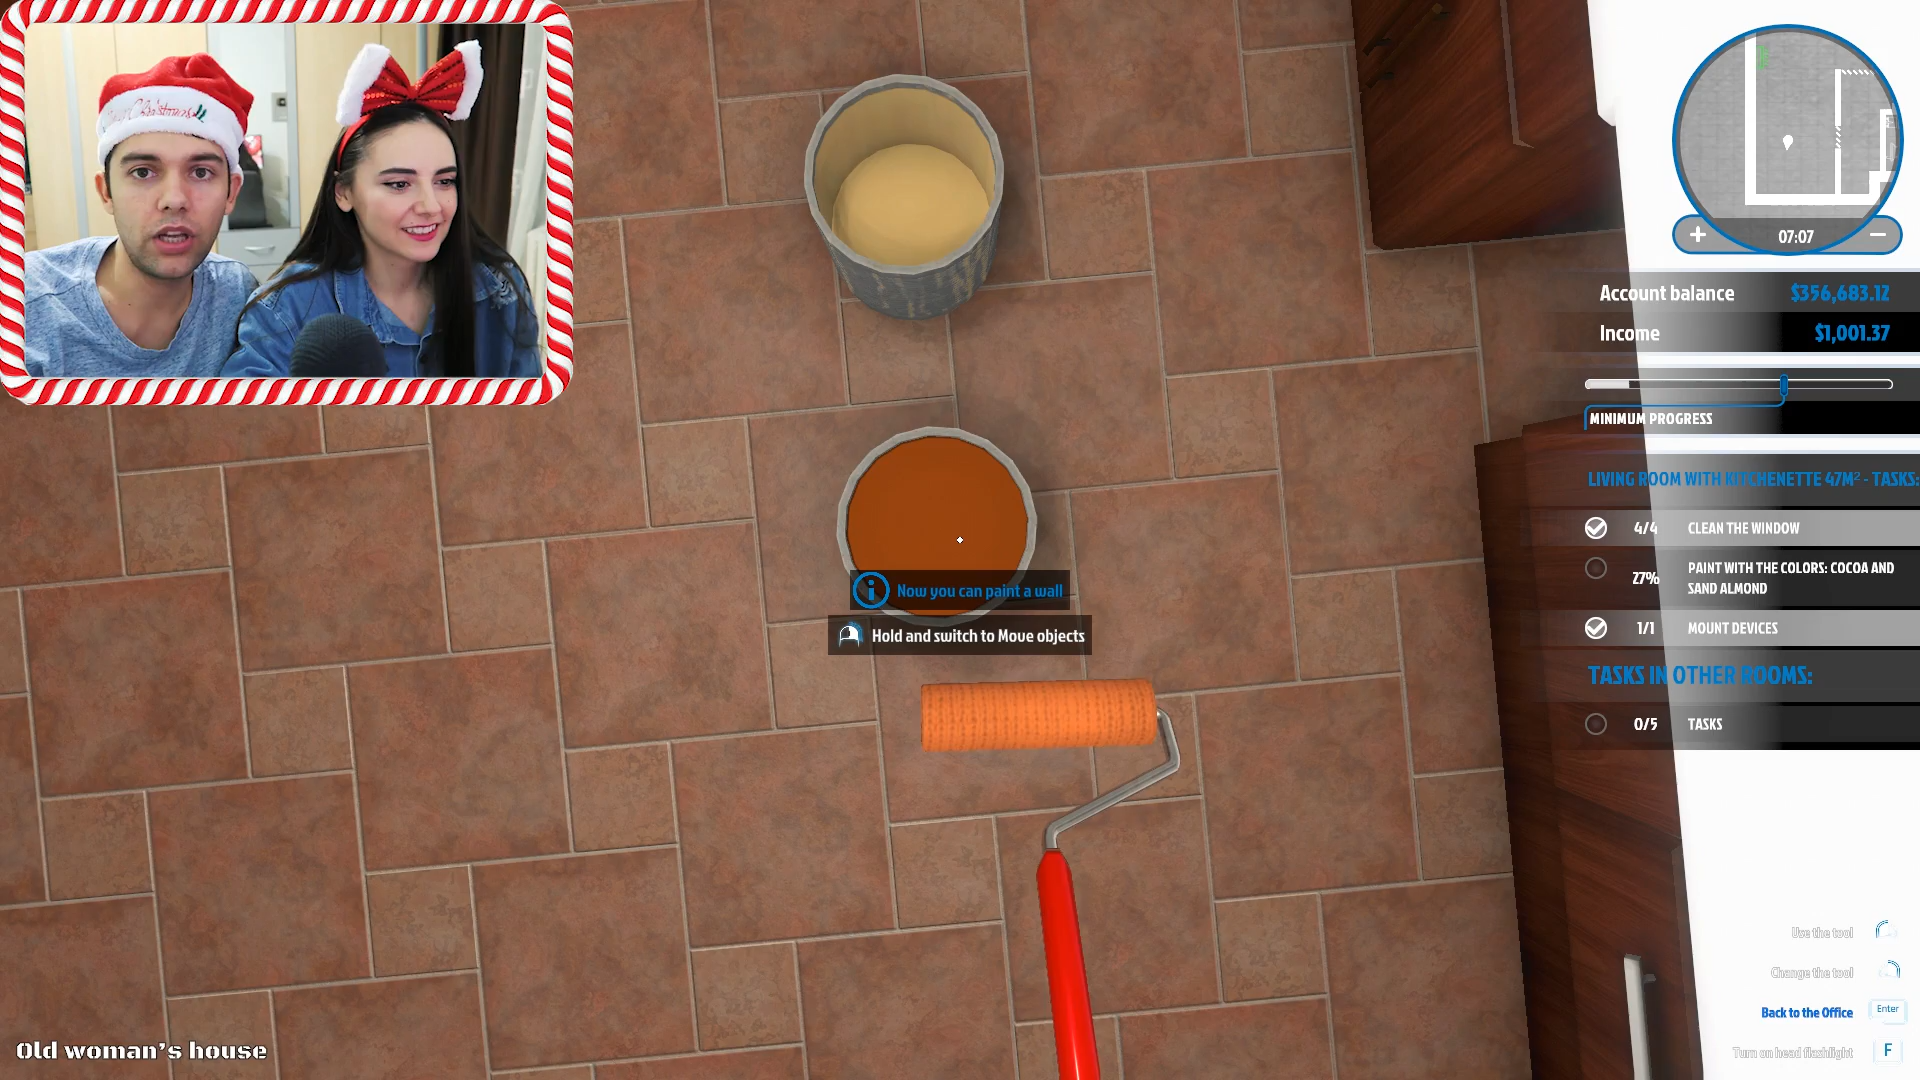 + 07:07 −
Account balance $356,683.12
Income $1,001.37
MINIMUM PROGRESS
LIVING ROOM WITH KITCHENETTE 47M² - TASKS:
4/4 CLEAN THE WINDOW
27% PAINT WITH THE COLORS: COCOA AND
SAND ALMOND
1/1 MOUNT DEVICES
TASKS IN OTHER ROOMS:
0/5 TASKS
Now you can paint a wall
Hold and switch to Move objects
Use the tool
Change the tool
Back to the Office Enter
Turn on head flashlight F
Old woman's house